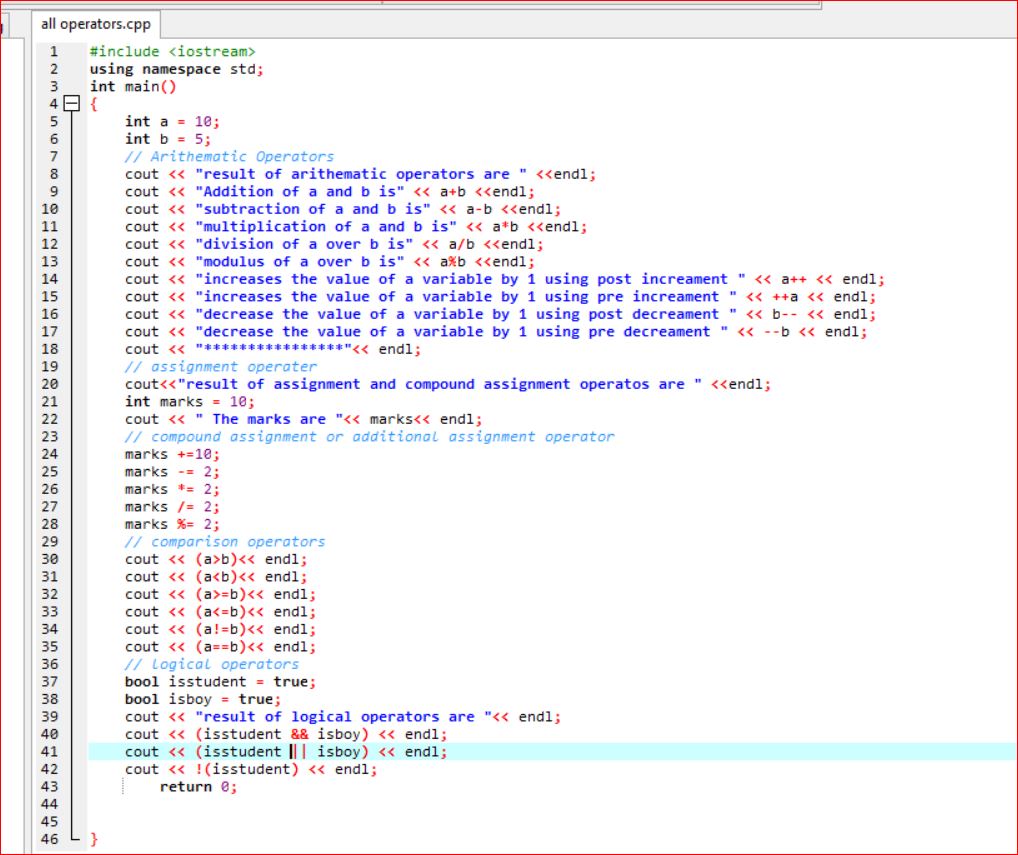 all operators.cpp
1 #include <iostream>
2 using namespace std;
3 int main()
4 {
5 int a = 10;
6 int b = 5;
7 // Arithematic Operators
8 cout << "result of arithematic operators are " <<endl;
9 cout << "Addition of a and b is" << a+b <<endl;
10 cout << "subtraction of a and b is" << a-b <<endl;
11 cout << "multiplication of a and b is" << a*b <<endl;
12 cout << "division of a over b is" << a/b <<endl;
13 cout << "modulus of a over b is" << a%b <<endl;
14 cout << "increases the value of a variable by 1 using post increament " << a++ << endl;
15 cout << "increases the value of a variable by 1 using pre increament " << ++a << endl;
16 cout << "decrease the value of a variable by 1 using post decreament " << b-- << endl;
17 cout << "decrease the value of a variable by 1 using pre decreament " << --b << endl;
18 cout << "****************"<< endl;
19 // assignment operater
20 cout<<"result of assignment and compound assignment operatos are " <<endl;
21 int marks = 10;
22 cout << " The marks are "<< marks<< endl;
23 // compound assignment or additional assignment operator
24 marks +=10;
25 marks -= 2;
26 marks *= 2;
27 marks /= 2;
28 marks %= 2;
29 // comparison operators
30 cout << (a>b)<< endl;
31 cout << (a<b)<< endl;
32 cout << (a>=b)<< endl;
33 cout << (a<=b)<< endl;
34 cout << (a!=b)<< endl;
35 cout << (a==b)<< endl;
36 // logical operators
37 bool isstudent = true;
38 bool isboy = true;
39 cout << "result of logical operators are "<< endl;
40 cout << (isstudent && isboy) << endl;
41 cout << (isstudent || isboy) << endl;
42 cout << !(isstudent) << endl;
43 return 0;
44
45
46 }